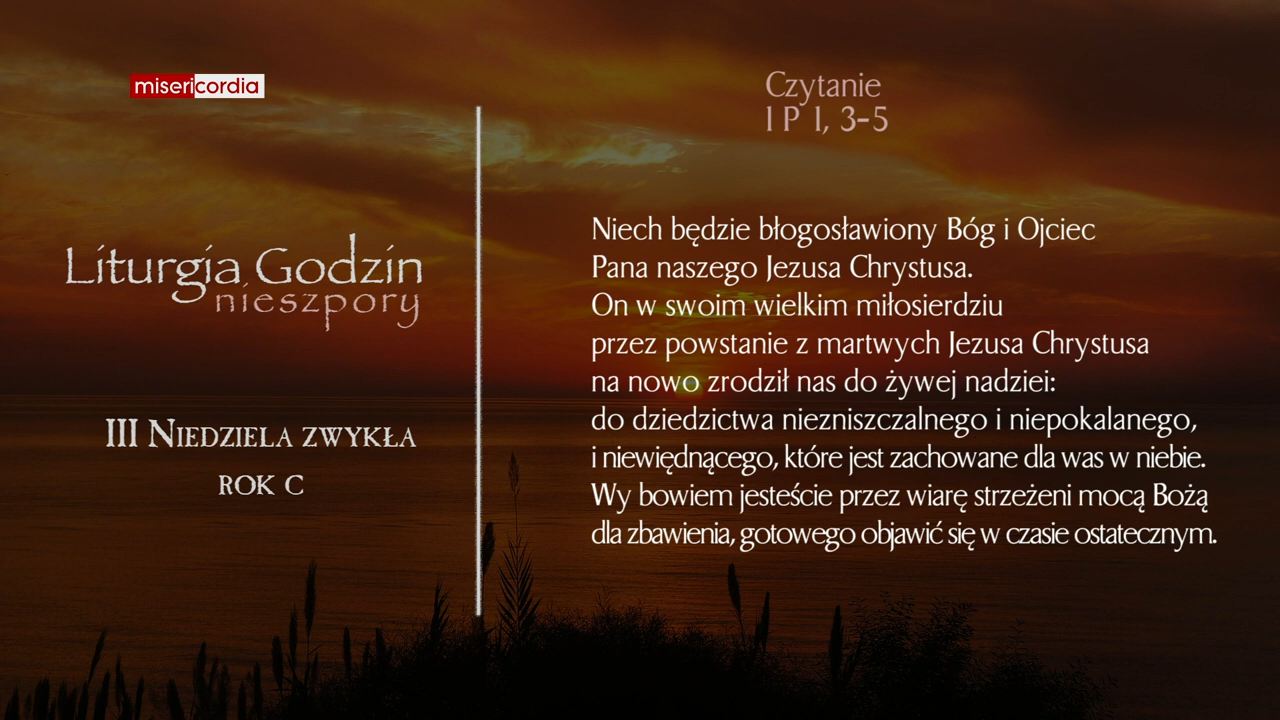 misericordia
Liturgia Godzin
nieszpory
III Niedziela zwykła
rok C
Czytanie
1 P 1, 3-5
Niech będzie błogosławiony Bóg i Ojciec
Pana naszego Jezusa Chrystusa.
On w swoim wielkim miłosierdziu
przez powstanie z martwych Jezusa Chrystusa
na nowo zrodził nas do żywej nadziei:
do dziedzictwa niezniszczalnego i niepokalanego,
i niewiędnącego, które jest zachowane dla was w niebie.
Wy bowiem jesteście przez wiarę strzeżeni mocą Bożą
dla zbawienia, gotowego objawić się w czasie ostatecznym.